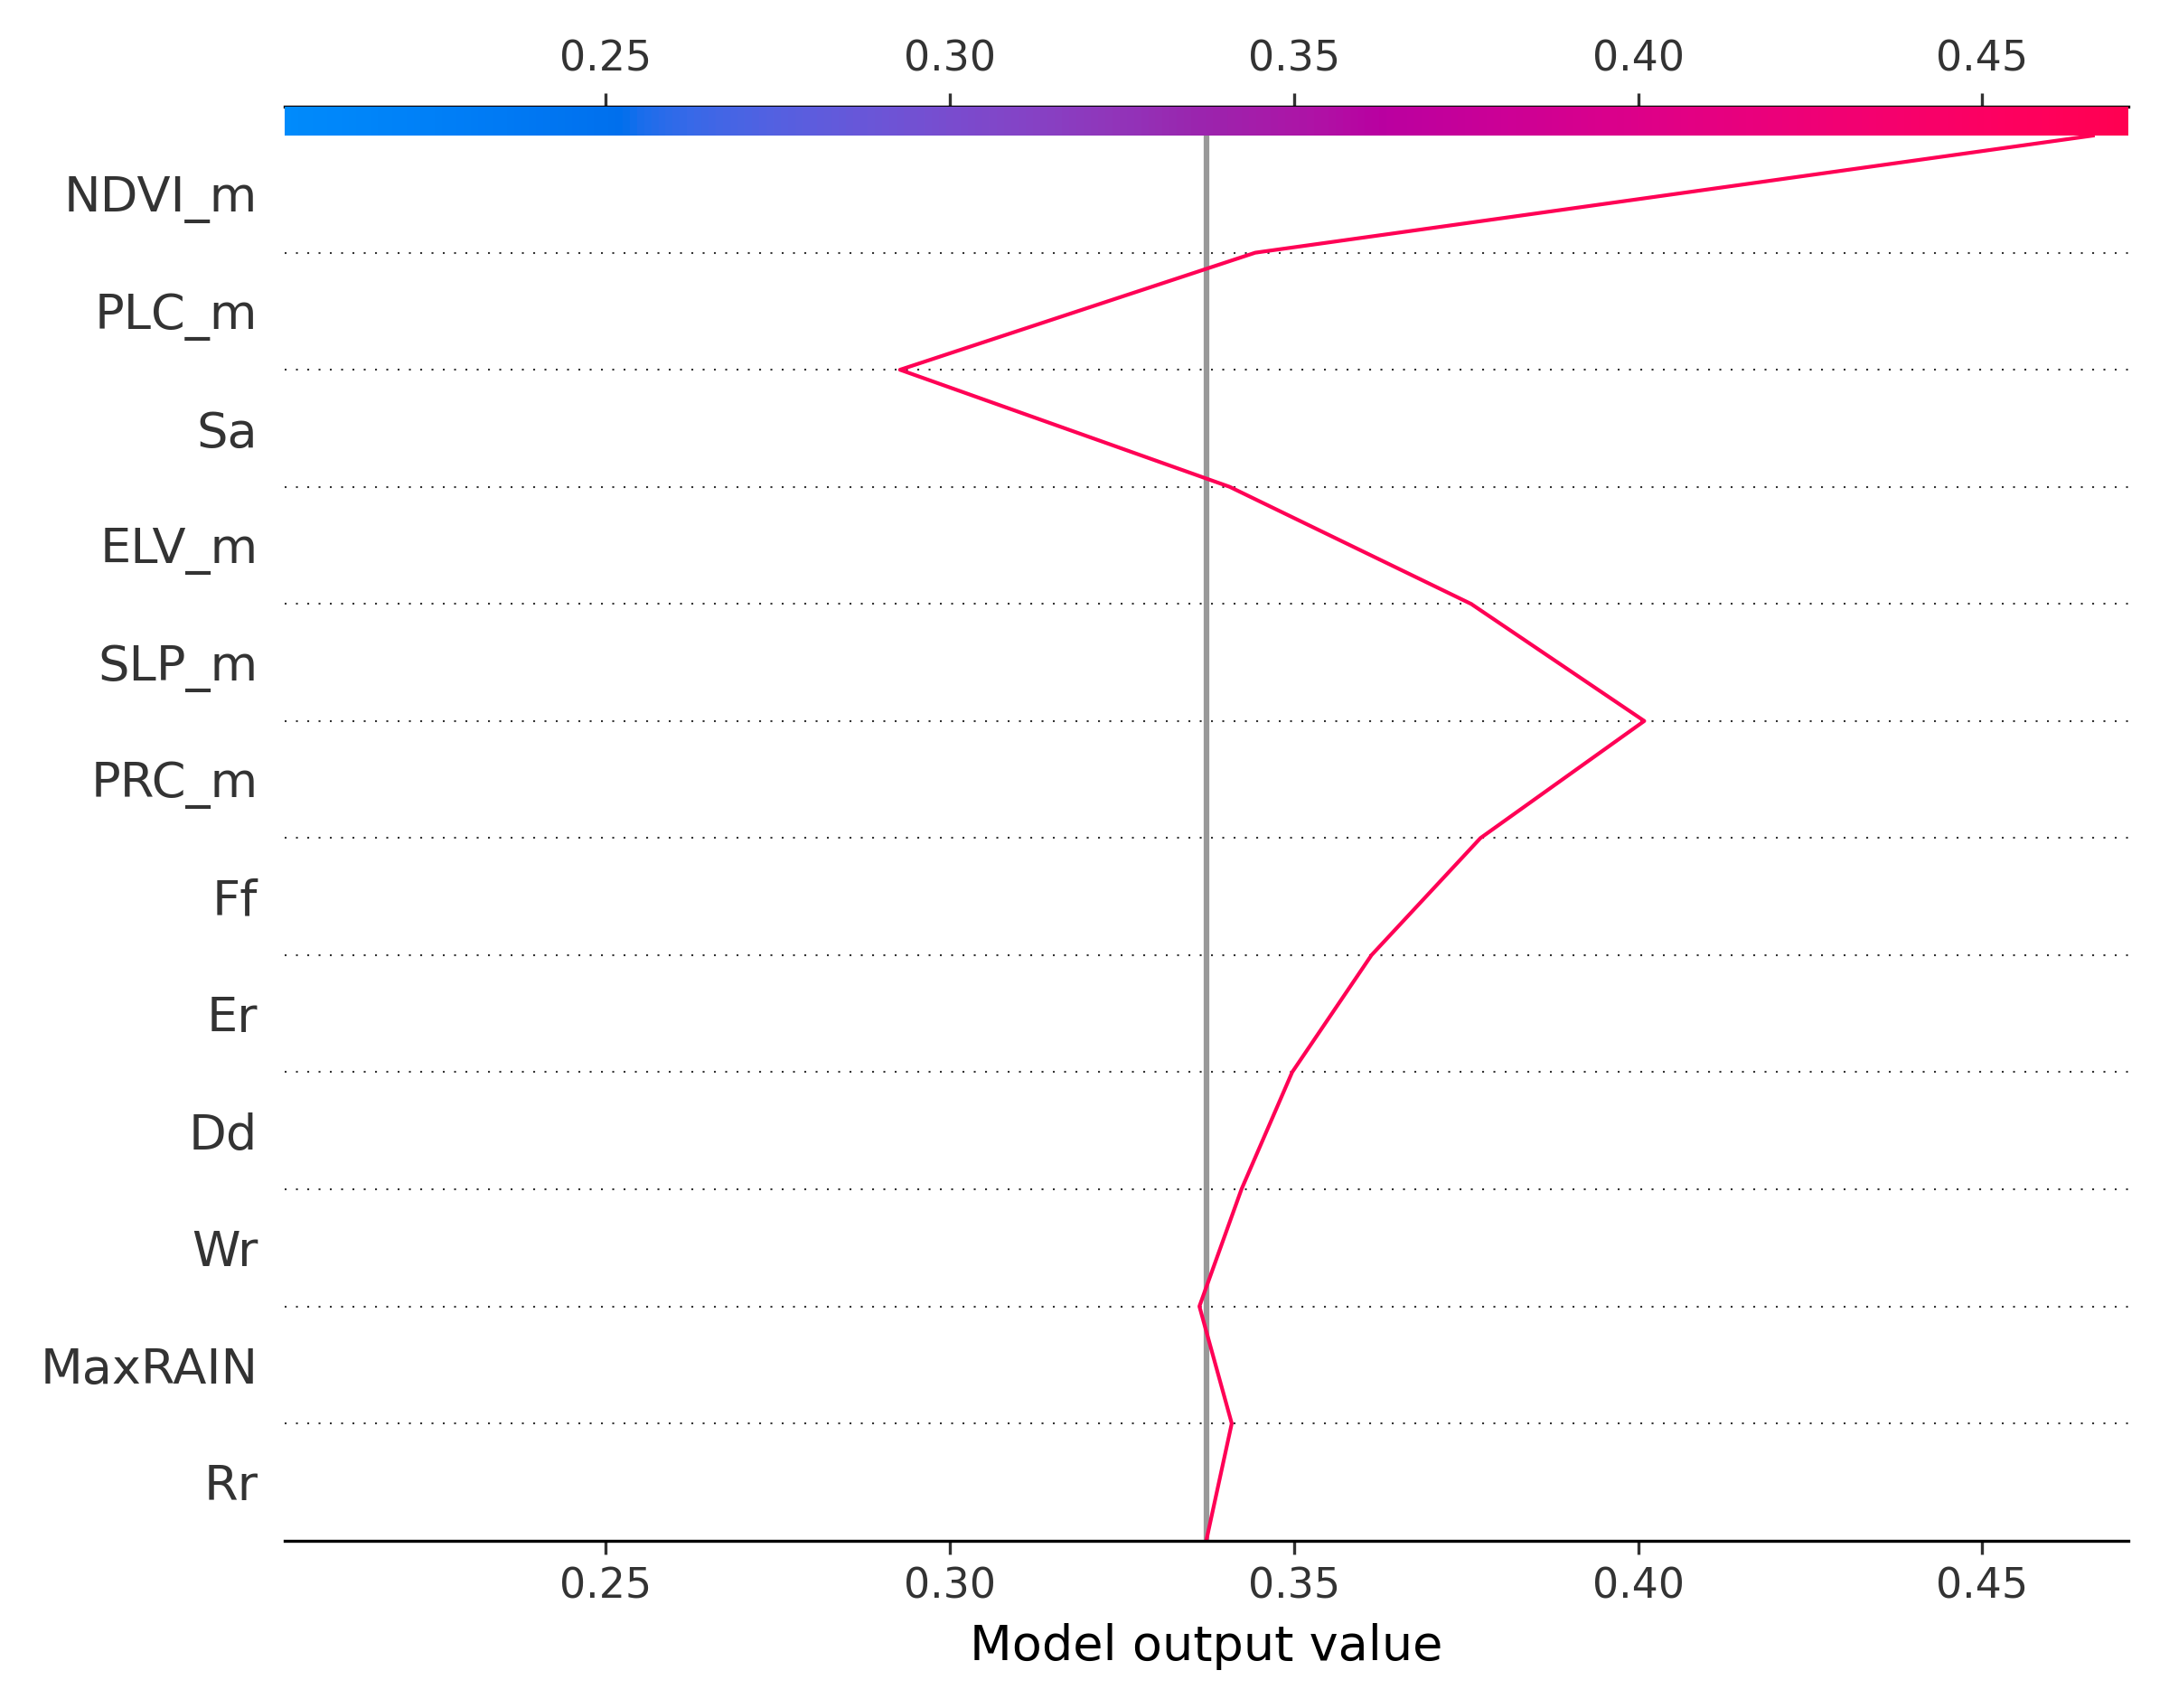 0.25 0.30 0.35 0.40 0.45
NDVI_m
PLC_m
Sa
ELV_m
SLP_m
PRC_m
Ff
Er
Dd
Wr
MaxRAIN
Rr
0.25 0.30 0.35 0.40 0.45
Model output value